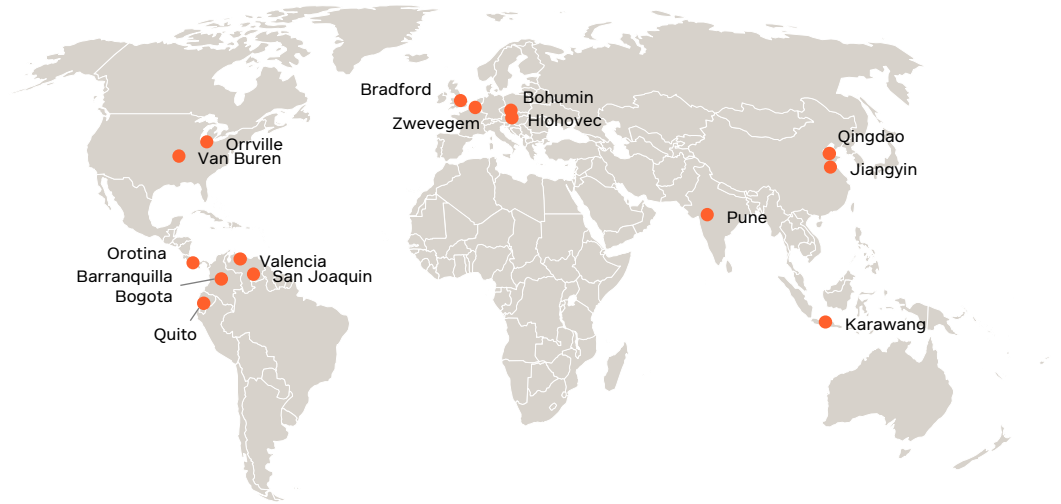 Bradford
Bohumin
Zwevegem
Hlohovec
Qingdao
Orrville
Van Buren
Jiangyin
Pune
Orotina
Valencia
Barranquilla
San Joaquin
Bogota
Quito
Karawang